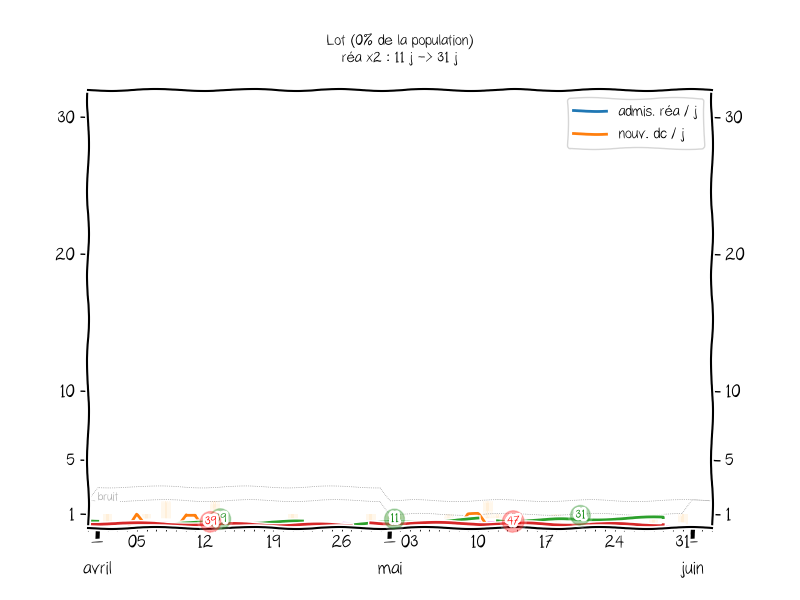 Lot (0% de la population)
réa x2 : 11 j -> 31 j
admis. réa / j
nouv. dc / j
30 30
20 20
10 10
5 5
bruit
1 1
39 9 11 47 31
05 12 19 26 03 10 17 24 31
avril mai juin